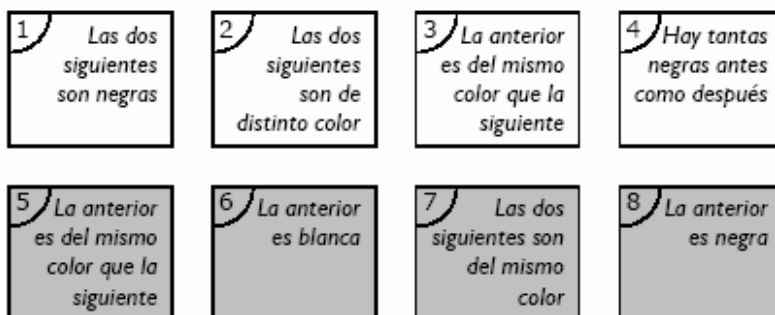 1 Las dos
siguientes
son negras
2 Las dos
siguientes
son de
distinto color
3 La anterior
es del mismo
color que la
siguiente
4 Hay tantas
negras antes
como después
5 La anterior
es del mismo
color que la
siguiente
6 La anterior
es blanca
7 Las dos
siguientes son
del mismo
color
8 La anterior
es negra